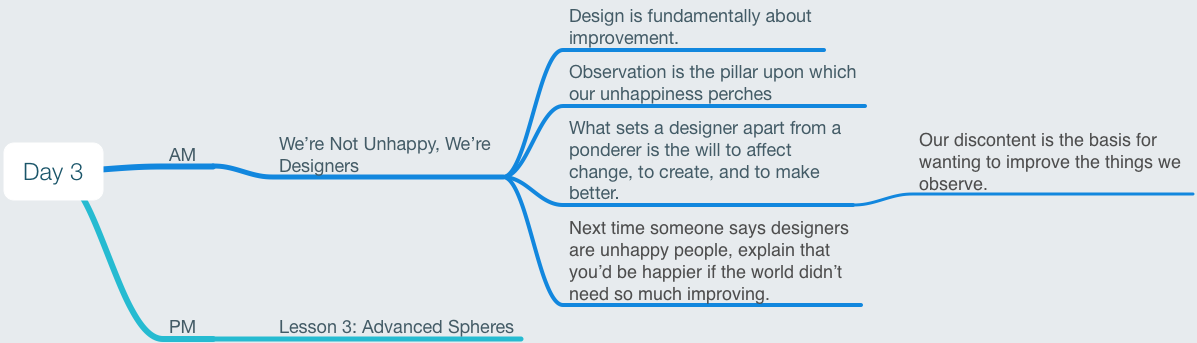 Day 3
AM
We’re Not Unhappy, We’re
Designers
Design is fundamentally about
improvement.
Observation is the pillar upon which
our unhappiness perches
What sets a designer apart from a
ponderer is the will to affect
change, to create, and to make
better.
Our discontent is the basis for
wanting to improve the things we
observe.
Next time someone says designers
are unhappy people, explain that
you’d be happier if the world didn’t
need so much improving.
PM
Lesson 3: Advanced Spheres